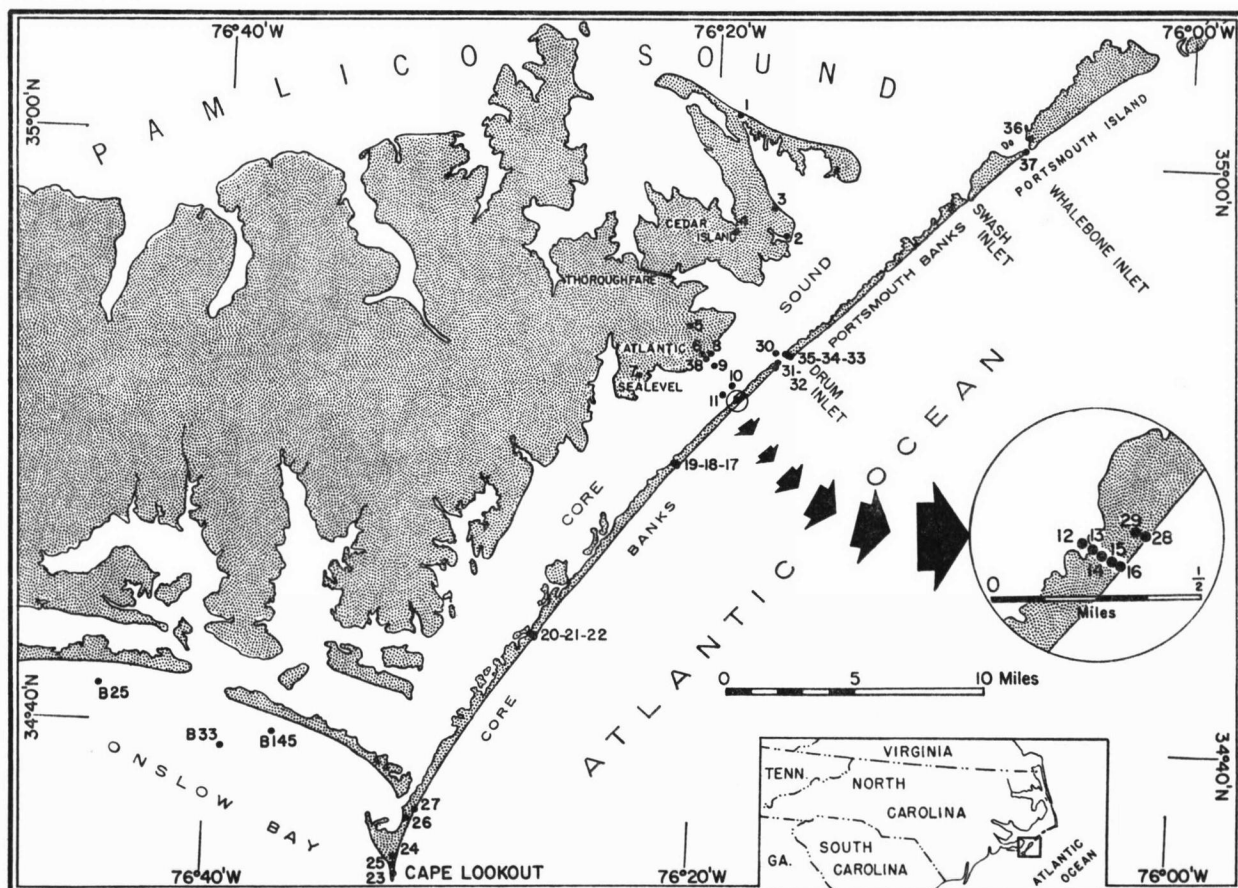 76°40'W
76°20'W
76°00'W
PAMLICO SOUND
35°00'N
35°00'N
1
36
37
PORTSMOUTH ISLAND
WHALEBONE INLET
SWASH INLET
PORTSMOUTH BANKS
3
CEDAR
ISLAND
4
2
THOROUGHFARE
SOUND
5
ATLANTIC
6
8
38
9
7
SEALEVEL
30
35-34-33
31-
32
DRUM INLET
10
11
19-18-17
CORE
BANKS
ATLANTIC OCEAN
12
13
14
15
16
29
28
0
1/2
Miles
20-21-22
CORE
0
5
10 Miles
B25
B33
B145
34°40'N
34°40'N
ONSLOW BAY
27
26
24
25
23
CAPE LOOKOUT
76°40'W
76°20'W
76°00'W
VIRGINIA
TENN.
NORTH
CAROLINA
SOUTH
CAROLINA
GA.
ATLANTIC
OCEAN